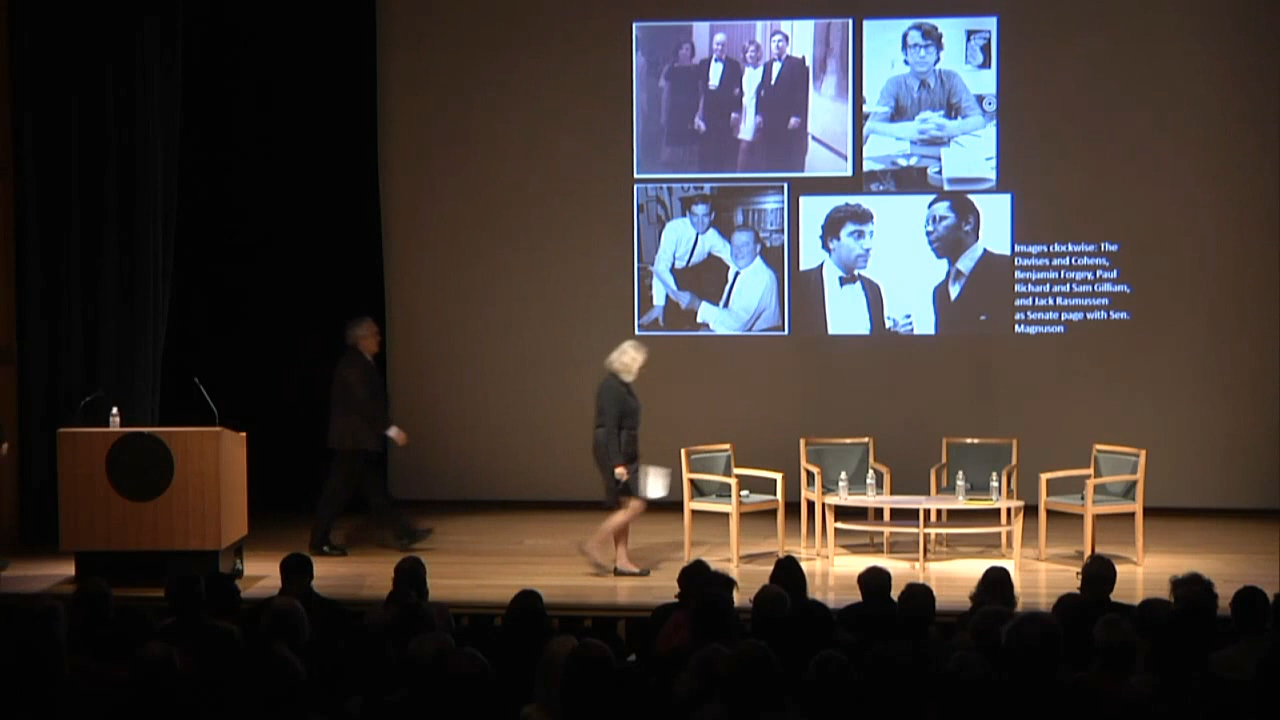 Images clockwise: The
Davises and Cohens,
Benjamin Forgey, Paul
Richard and Sam Gilliam,
and Jack Rasmussen
as Senate page with Sen.
Magnuson